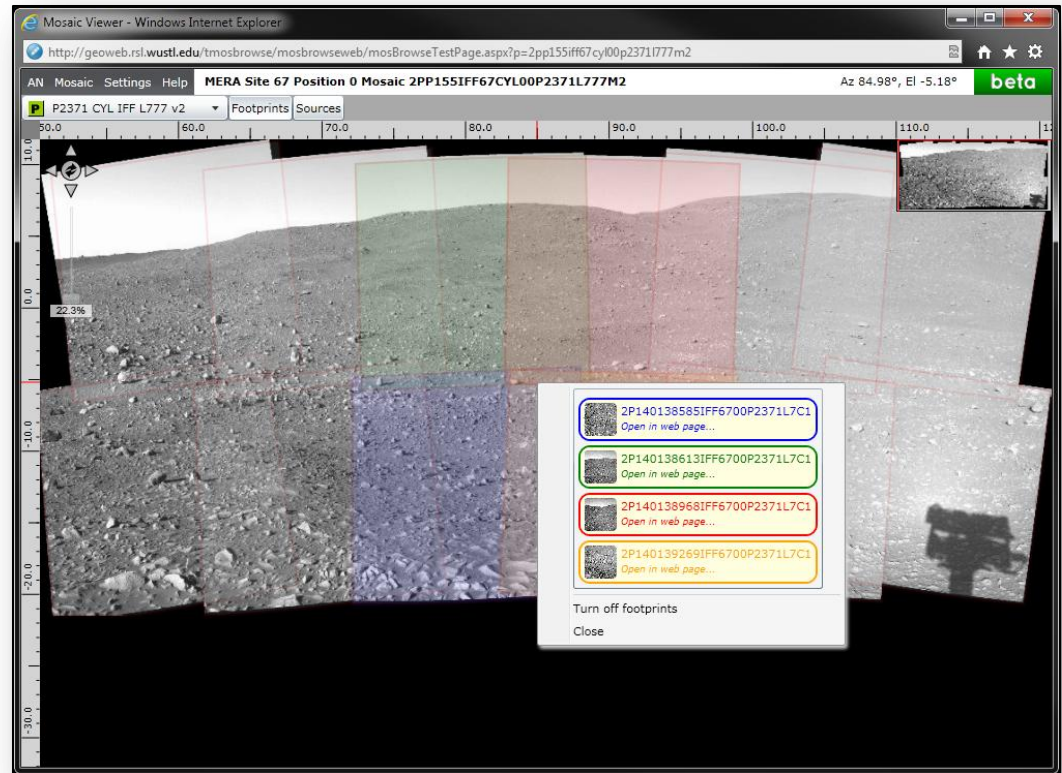 Mosaic Viewer - Windows Internet Explorer
http://geoweb.rsl.wustl.edu/tmosbrowse/mosbrowseweb/mosBrowseTestPage.aspx?p=2pp155iff67cyl00p2371l777m2
AN Mosaic Settings Help MERA Site 67 Position 0 Mosaic 2PP155IFF67CYL00P2371L777M2 Az 84.98°, El -5.18° beta
P P2371 CYL IFF L777 v2 Footprints Sources
50.0 60.0 70.0 80.0 90.0 100.0 110.0
10.0
0.0
22.3%
-10.0
-20.0
-30.0
2P140138585IFF6700P2371L7C1
Open in web page...
2P140138613IFF6700P2371L7C1
Open in web page...
2P140138968IFF6700P2371L7C1
Open in web page...
2P140139269IFF6700P2371L7C1
Open in web page...
Turn off footprints
Close